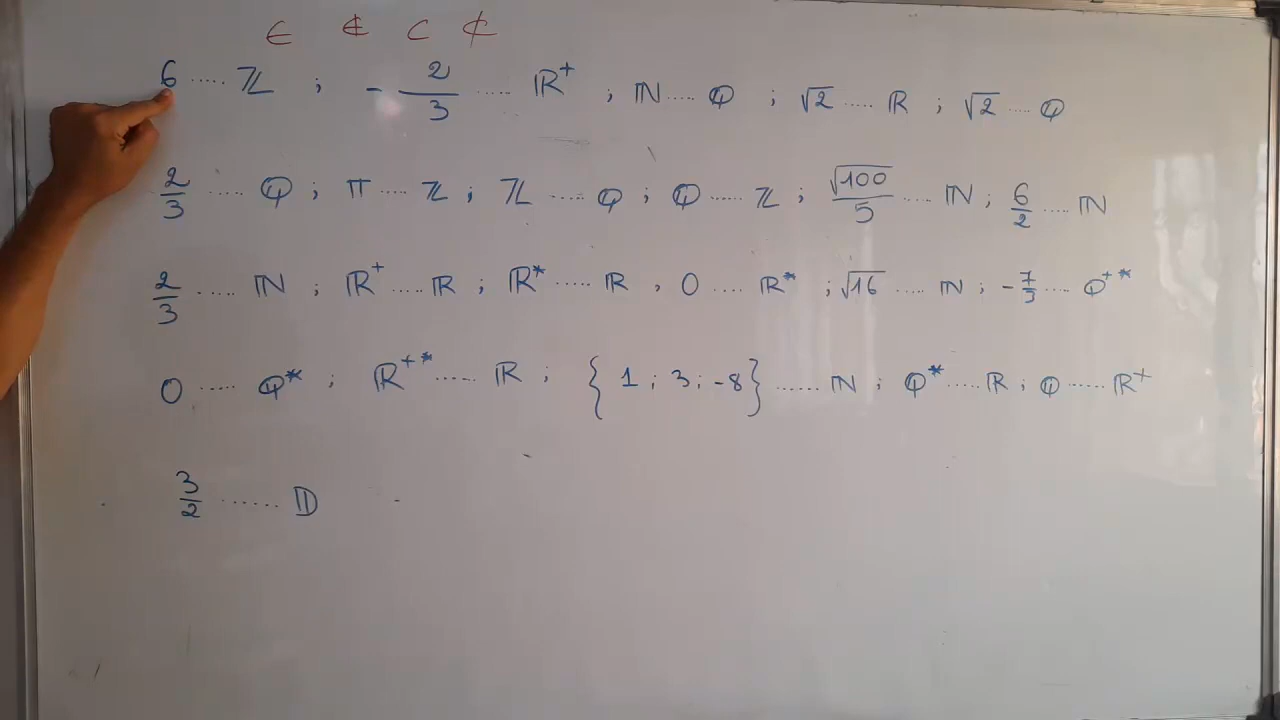 ∈ ∉ ⊂ ⊄
6 ..... ℤ ; - 2/3 ..... ℝ⁺ ; ℕ ..... ℚ ; √2 ..... ℝ ; √2 .... ℚ
2/3 ..... ℚ ; π ..... ℤ ; ℤ ..... ℚ ; ℚ ...... ℤ ; √100/5 .... ℕ ; 6/2 ..... ℕ
2/3 ..... ℕ ; ℝ⁺ ..... ℝ ; ℝ* ..... ℝ , 0 .... ℝ* ; √16 ..... ℕ ; - 7/3 .... ℚ⁺*
0 ..... ℚ* ; ℝ⁺* ..... ℝ ; { 1 ; 3 ; -8 } ...... ℕ ; ℚ* ..... ℝ ; ℚ ...... ℝ⁺
3/2 ...... 𝔻